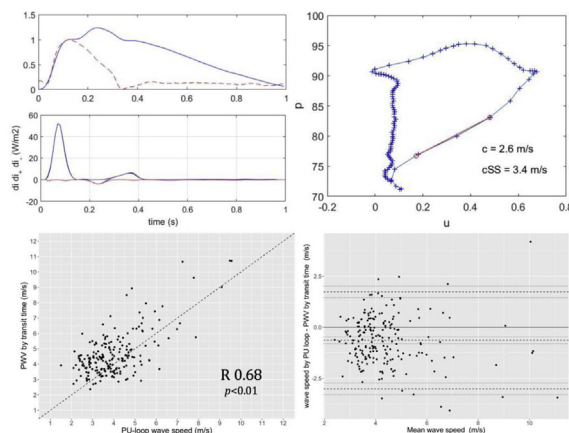 1.5
1
0.5
0
0 0.2 0.4 0.6 0.8 1
60
40
20
0
-20
di di+ di- (W/m2)
0 0.2 0.4 0.6 0.8 1
time (s)
100
95
90
85
80
75
70
p
c = 2.6 m/s
cSS = 3.4 m/s
-0.2 0 0.2 0.4 0.6 0.8
u
12
11
10
9
8
7
6
5
4
3
2
1
PWV by transit time (m/s)
R 0.68
p<0.01
1 2 3 4 5 6 7 8 9 10 11 12
PU-loop wave speed (m/s)
2.5
0.0
-2.5
wave speed by PU loop - PWV by transit time (m/s)
4 6 8 10
Mean wave speed (m/s)